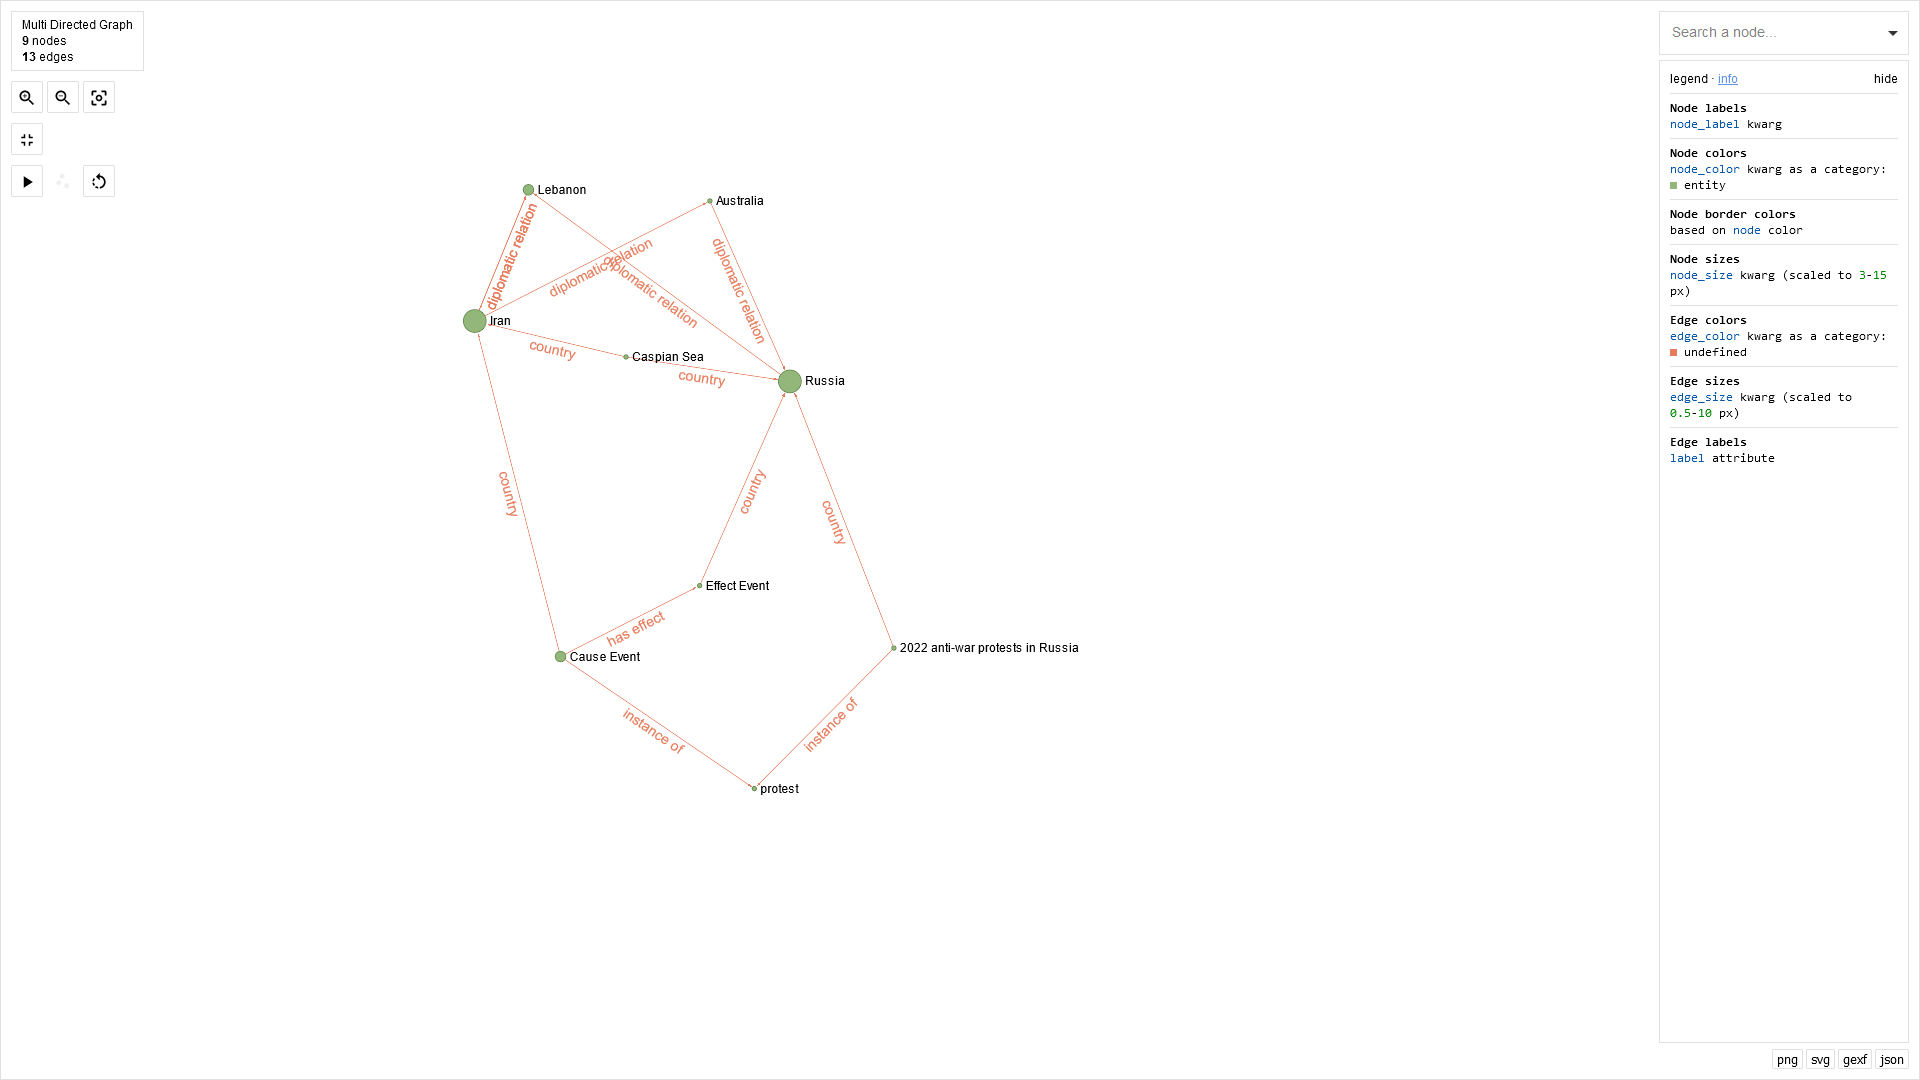 Multi Directed Graph
9 nodes
13 edges
Search a node...
legend · info hide
Node labels
node_label kwarg
Node colors
node_color kwarg as a category:
entity
Node border colors
based on node color
Node sizes
node_size kwarg (scaled to 3-15
px)
Edge colors
edge_color kwarg as a category:
undefined
Edge sizes
edge_size kwarg (scaled to
0.5-10 px)
Edge labels
label attribute
Lebanon
Australia
diplomatic relation
diplomatic relation
diplomatic relation
diplomatic relation
Iran
country
Caspian Sea
country
Russia
country
country
country
Effect Event
has effect
Cause Event
2022 anti-war protests in Russia
instance of
instance of
protest
png svg gexf json